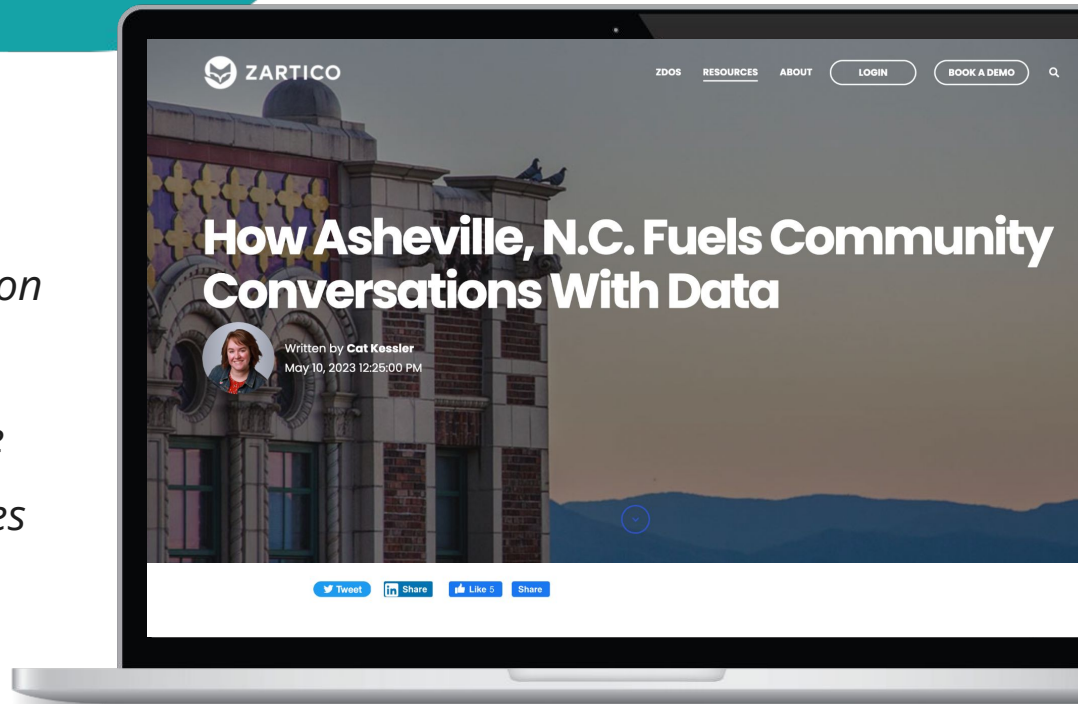 ZARTICO
ZDOS RESOURCES ABOUT LOGIN BOOK A DEMO
How Asheville, N.C. Fuels Community
Conversations With Data
Written by Cat Kessler
May 10, 2023 12:25:00 PM
on
es
Tweet in Share Like 5 Share